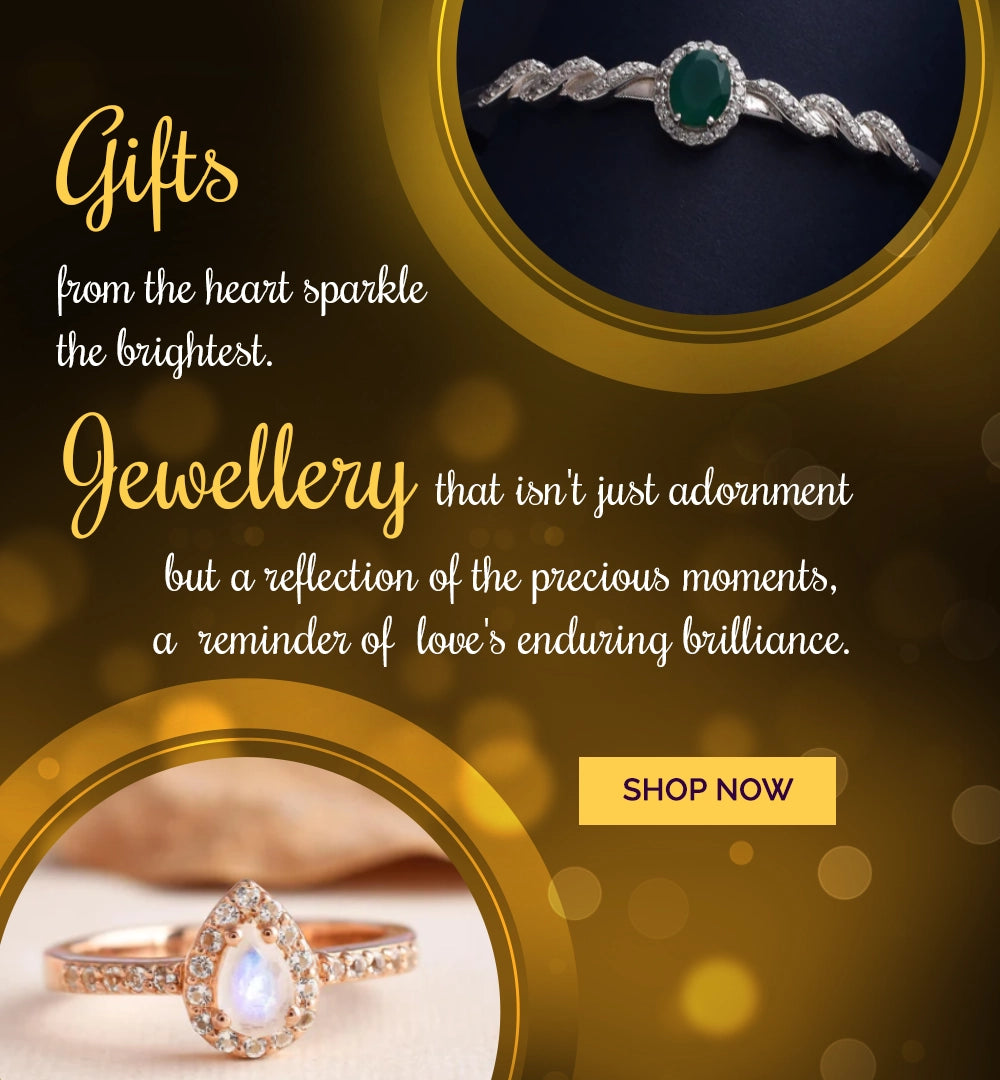 Gifts
from the heart sparkle
the brightest.
Jewellery that isn't just adornment
but a reflection of the precious moments,
a reminder of love's enduring brilliance.
SHOP NOW